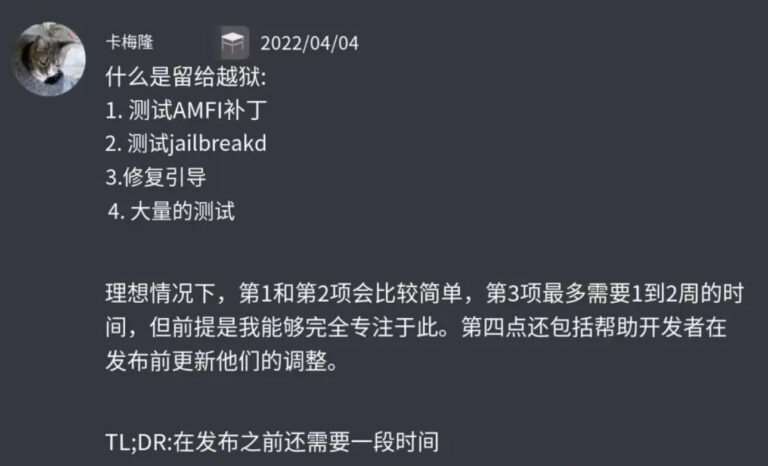 卡梅隆 2022/04/04
什么是留给越狱:
1. 测试AMFI补丁
2. 测试jailbreakd
3.修复引导
4. 大量的测试
理想情况下，第1和第2项会比较简单，第3项最多需要1到2周的时
间，但前提是我能够完全专注于此。第四点还包括帮助开发者在
发布前更新他们的调整。
TL;DR:在发布之前还需要一段时间